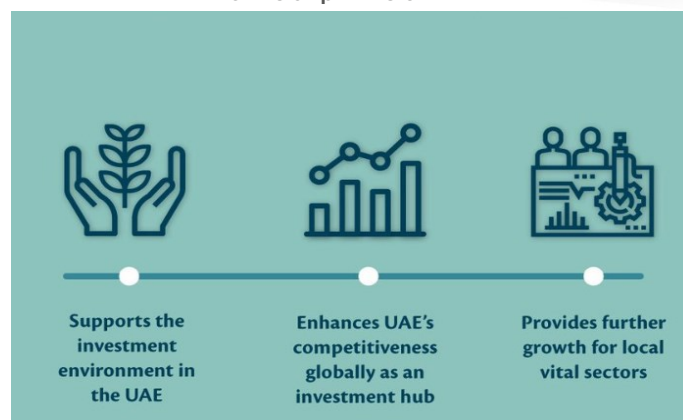 Supports the
investment
environment in
the UAE
Enhances UAE's
competitiveness
globally as an
investment hub
Provides further
growth for local
vital sectors